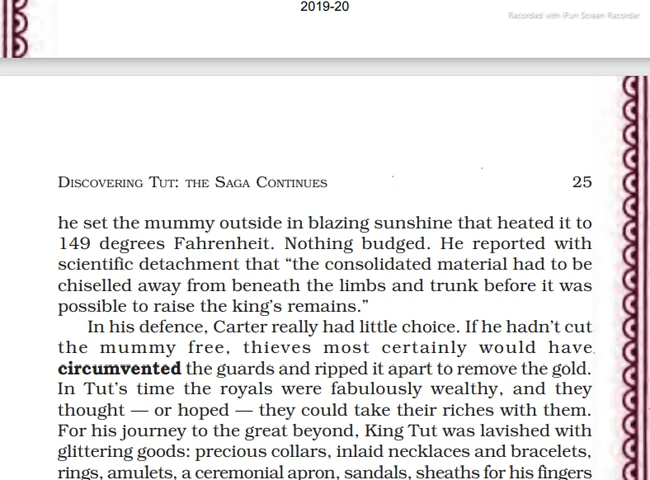 2019-20
Recorded with iFun Screen Recorder
DISCOVERING TUT: THE SAGA CONTINUES 25
he set the mummy outside in blazing sunshine that heated it to
149 degrees Fahrenheit. Nothing budged. He reported with
scientific detachment that “the consolidated material had to be
chiselled away from beneath the limbs and trunk before it was
possible to raise the king’s remains.”
In his defence, Carter really had little choice. If he hadn’t cut
the mummy free, thieves most certainly would have
circumvented the guards and ripped it apart to remove the gold.
In Tut’s time the royals were fabulously wealthy, and they
thought — or hoped — they could take their riches with them.
For his journey to the great beyond, King Tut was lavished with
glittering goods: precious collars, inlaid necklaces and bracelets,
rings, amulets, a ceremonial apron, sandals, sheaths for his fingers